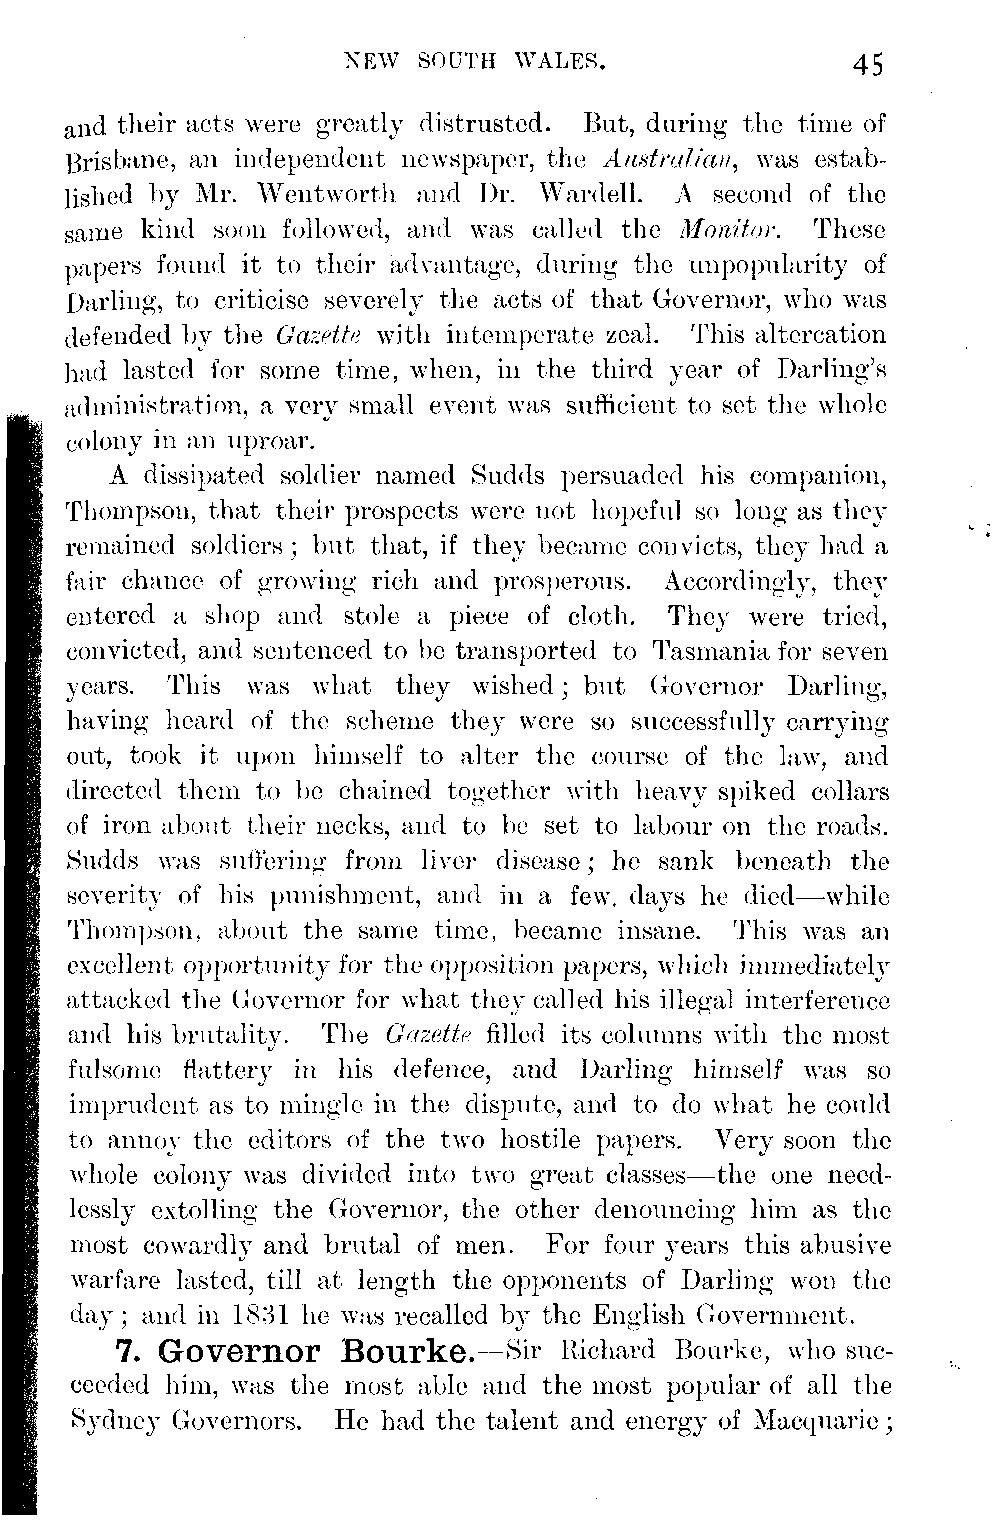 NEW SOUTH WALES. 45
and their acts were greatly distrusted. But, during the time of
Brisbane, an independent newspaper, the Australian, was estab-
lished by Mr. Wentworth and Dr. Wardell. A second of the
same kind soon followed, and was called the Monitor. These
papers found it to their advantage, during the unpopularity of
Darling, to criticise severely the acts of that Governor, who was
defended by the Gazette with intemperate zeal. This altercation
had lasted for some time, when, in the third year of Darling's
administration, a very small event was sufficient to set the whole
colony in an uproar.
A dissipated soldier named Sudds persuaded his companion,
Thompson, that their prospects were not hopeful so long as they
remained soldiers; but that, if they became convicts, they had a
fair chance of growing rich and prosperous. Accordingly, they
entered a shop and stole a piece of cloth. They were tried,
convicted, and sentenced to be transported to Tasmania for seven
years. This was what they wished; but Governor Darling,
having heard of the scheme they were so successfully carrying
out, took it upon himself to alter the course of the law, and
directed them to be chained together with heavy spiked collars
of iron about their necks, and to be set to labour on the roads.
Sudds was suffering from liver disease; he sank beneath the
severity of his punishment, and in a few. days he died—while
Thompson, about the same time, became insane. This was an
excellent opportunity for the opposition papers, which immediately
attacked the Governor for what they called his illegal interference
and his brutality. The Gazette filled its columns with the most
fulsome flattery in his defence, and Darling himself was so
imprudent as to mingle in the dispute, and to do what he could
to annoy the editors of the two hostile papers. Very soon the
whole colony was divided into two great classes—the one need-
lessly extolling the Governor, the other denouncing him as the
most cowardly and brutal of men. For four years this abusive
warfare lasted, till at length the opponents of Darling won the
day; and in 1831 he was recalled by the English Government.
7. Governor Bourke.—Sir Richard Bourke, who suc-
ceeded him, was the most able and the most popular of all the
Sydney Governors. He had the talent and energy of Macquarie;